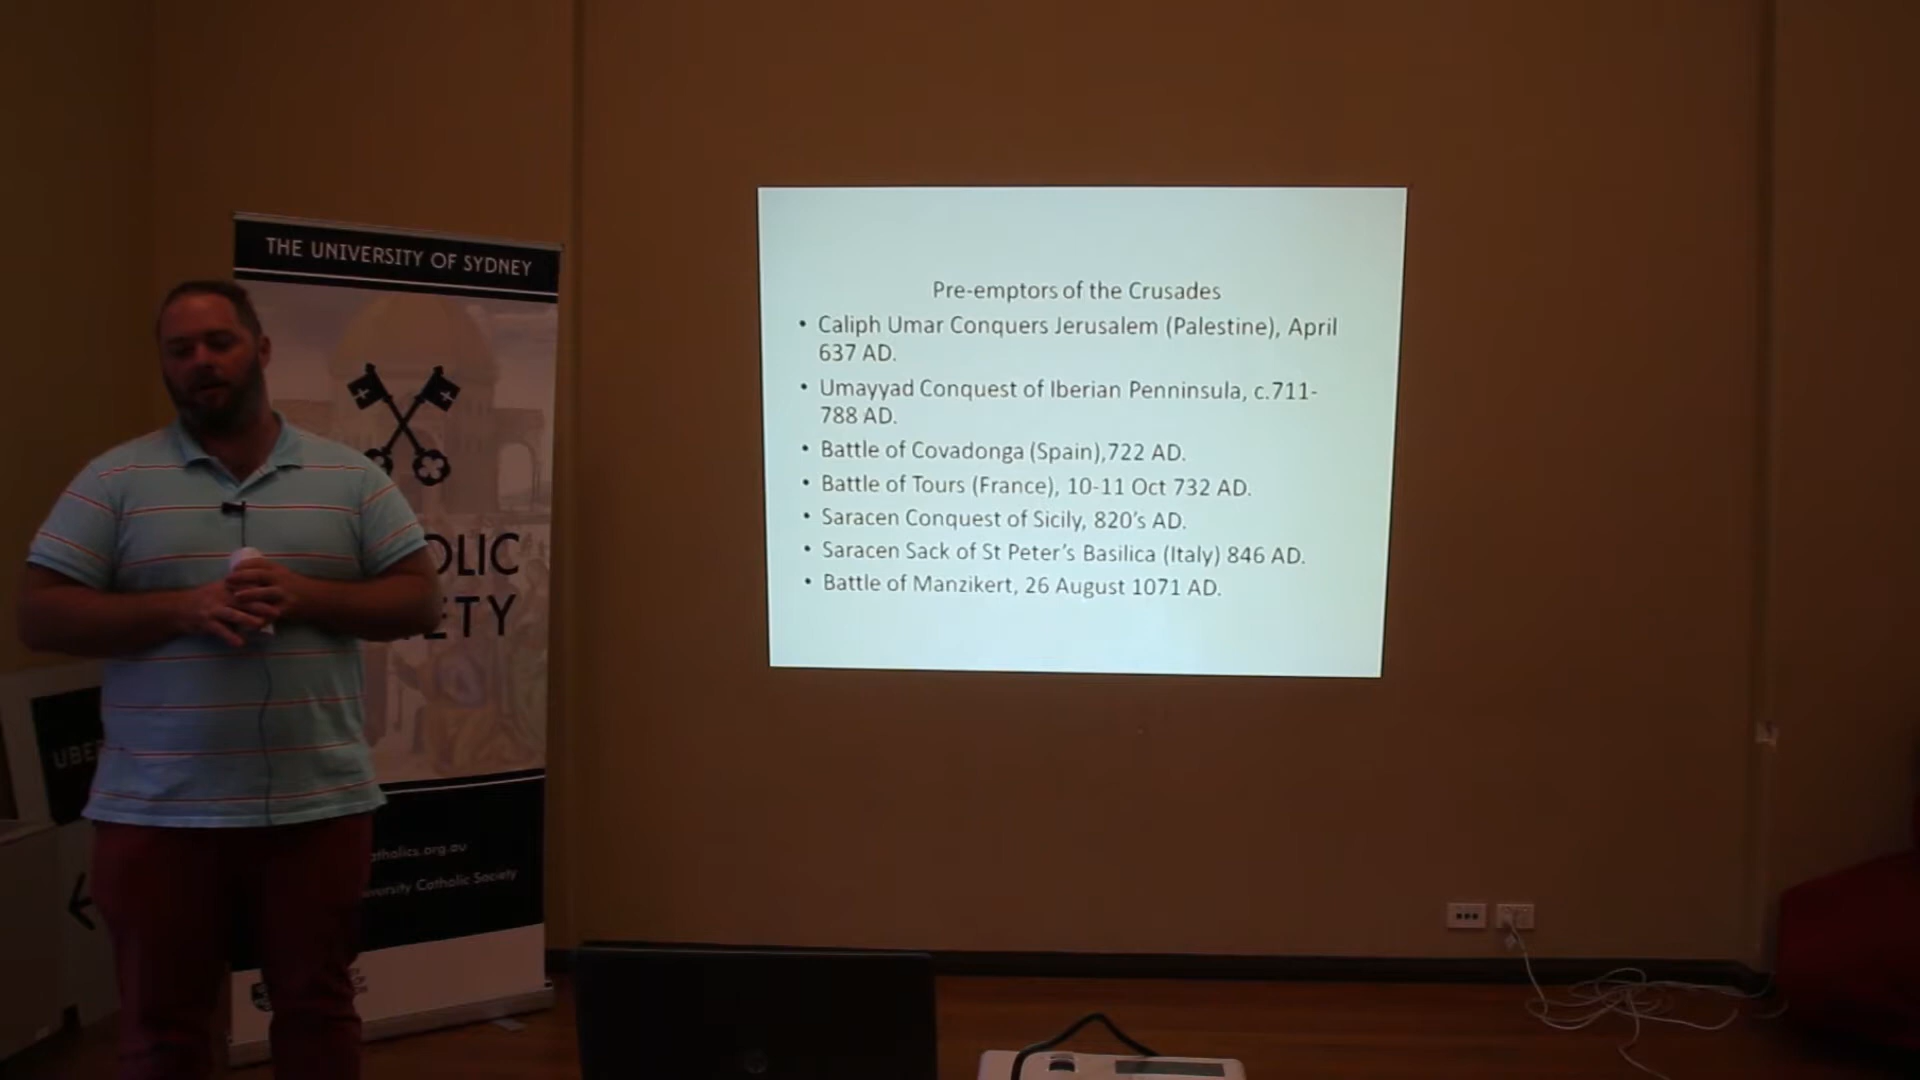 THE UNIVERSITY OF SYDNEY
OLIC
ETY
atholics.org.au
versity Catholic Society
UBE
Pre-emptors of the Crusades
• Caliph Umar Conquers Jerusalem (Palestine), April
637 AD.
• Umayyad Conquest of Iberian Penninsula, c.711-
788 AD.
• Battle of Covadonga (Spain),722 AD.
• Battle of Tours (France), 10-11 Oct 732 AD.
• Saracen Conquest of Sicily, 820's AD.
• Saracen Sack of St Peter's Basilica (Italy) 846 AD.
• Battle of Manzikert, 26 August 1071 AD.